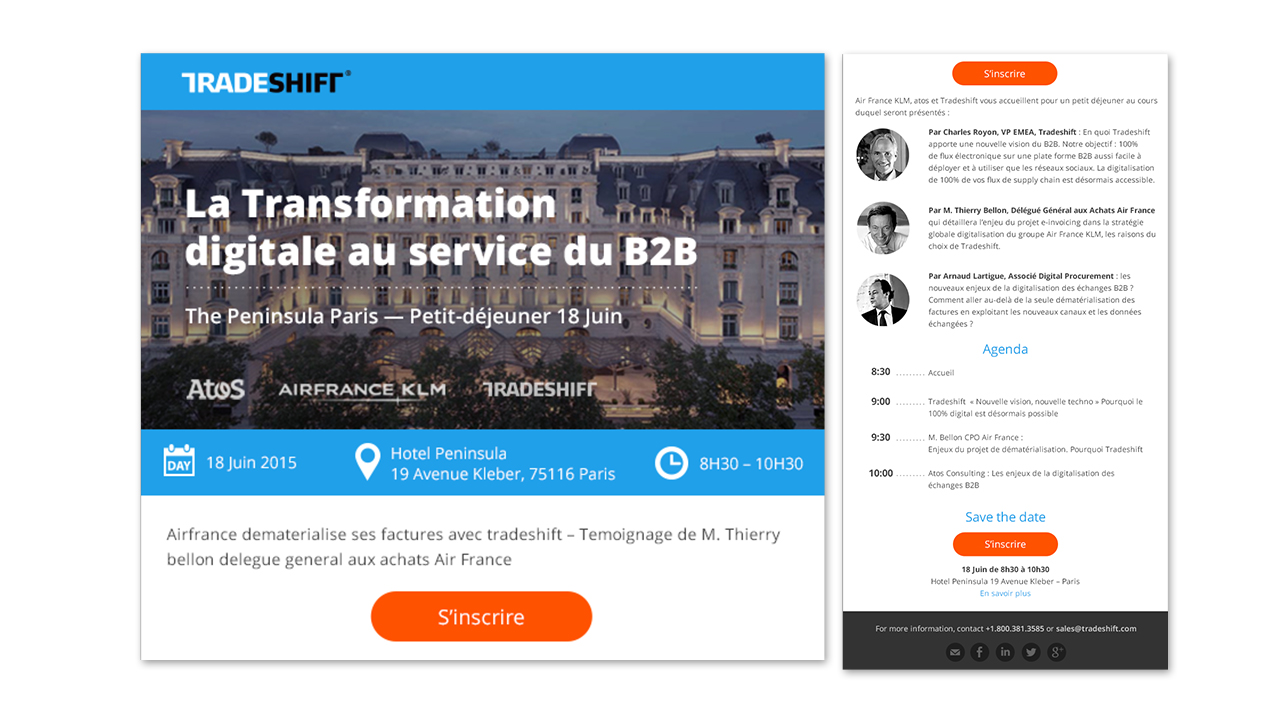 TRADESHIFT®
La Transformation
digitale au service du B2B
The Peninsula Paris — Petit-déjeuner 18 Juin
Atos AIRFRANCE KLM TRADESHIFT
DAY 18 Juin 2015
Hotel Peninsula
19 Avenue Kleber, 75116 Paris
8H30 – 10H30
Airfrance dematerialise ses factures avec tradeshift – Temoignage de M. Thierry
bellon delegue general aux achats Air France
S'inscrire
S'inscrire
Air France KLM, atos et Tradeshift vous accueillent pour un petit déjeuner au cours
duquel seront présentés :
Par Charles Royon, VP EMEA, Tradeshift : En quoi Tradeshift
apporte une nouvelle vision du B2B. Notre objectif : 100%
de flux électronique sur une plate forme B2B aussi facile à
déployer et à utiliser que les réseaux sociaux. La digitalisation
de 100% de vos flux de supply chain est désormais accessible.
Par M. Thierry Bellon, Délégué Général aux Achats Air France
qui détaillera l'enjeu du projet e-invoicing dans la stratégie
globale digitalisation du groupe Air France KLM, les raisons du
choix de Tradeshift.
Par Arnaud Lartigue, Associé Digital Procurement : les
nouveaux enjeux de la digitalisation des échanges B2B ?
Comment aller au-delà de la seule dématérialisation des
factures en exploitant les nouveaux canaux et les données
échangées ?
Agenda
8:30 ......... Accueil
9:00 ......... Tradeshift « Nouvelle vision, nouvelle techno » Pourquoi le
100% digital est désormais possible
9:30 ......... M. Bellon CPO Air France :
Enjeux du projet de dématérialisation. Pourquoi Tradeshift
10:00 ......... Atos Consulting : Les enjeux de la digitalisation des
échanges B2B
Save the date
S'inscrire
18 Juin de 8h30 à 10h30
Hotel Peninsula 19 Avenue Kleber – Paris
En savoir plus
For more information, contact +1.800.381.3585 or sales@tradeshift.com